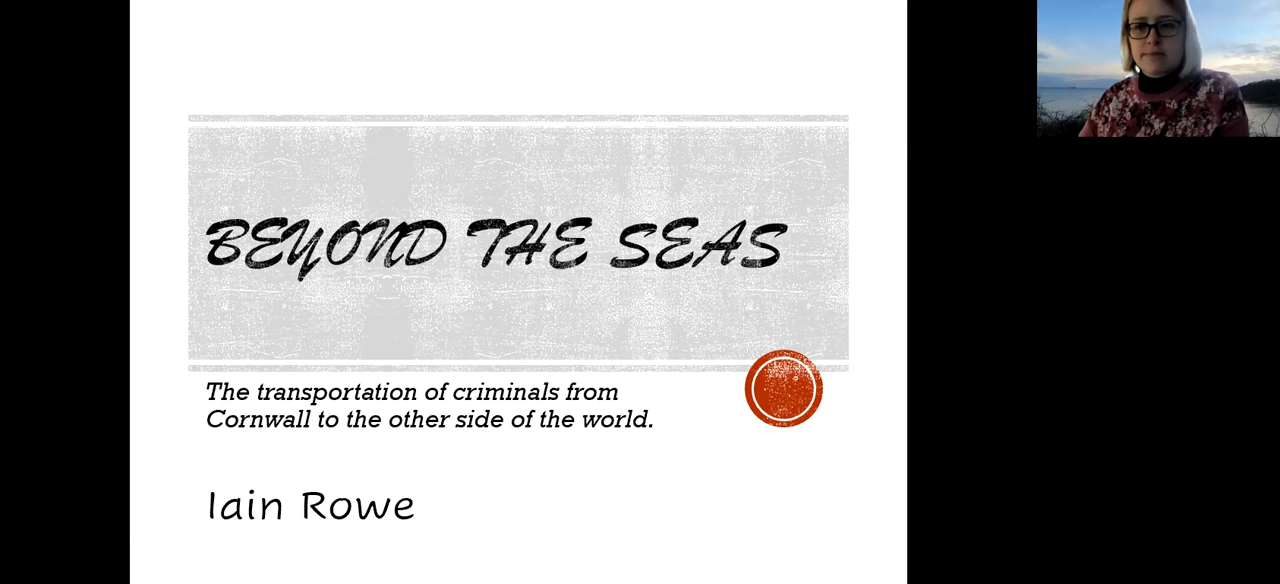 BEYOND THE SEAS
The transportation of criminals from
Cornwall to the other side of the world.
Iain Rowe